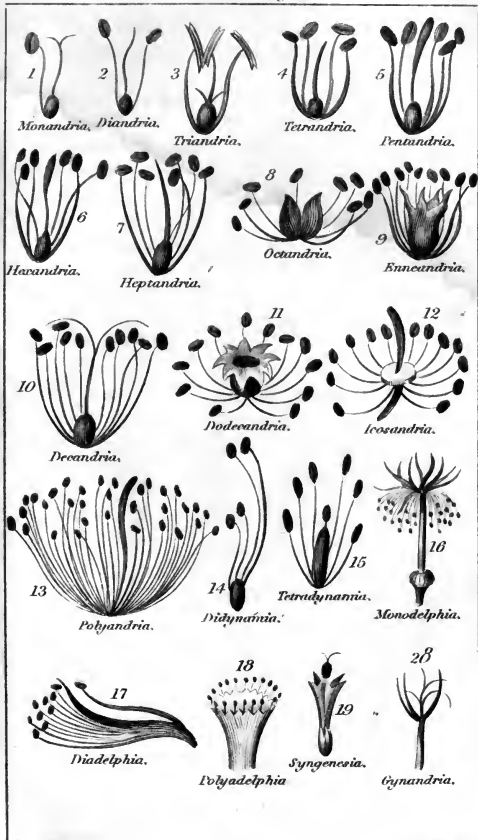 1
2
3
4
5
Monandria.
Diandria.
Triandria.
Tetrandria.
Pentandria.
6
7
8
9
Hexandria.
Heptandria.
Octandria.
Enneandria.
10
11
12
Decandria.
Dodecandria.
Icosandria.
13
14
15
16
Polyandria.
Didynamia.
Tetradynamia.
Monodelphia.
17
18
19
28
Diadelphia.
Polyadelphia
Syngenesia.
Gynandria.